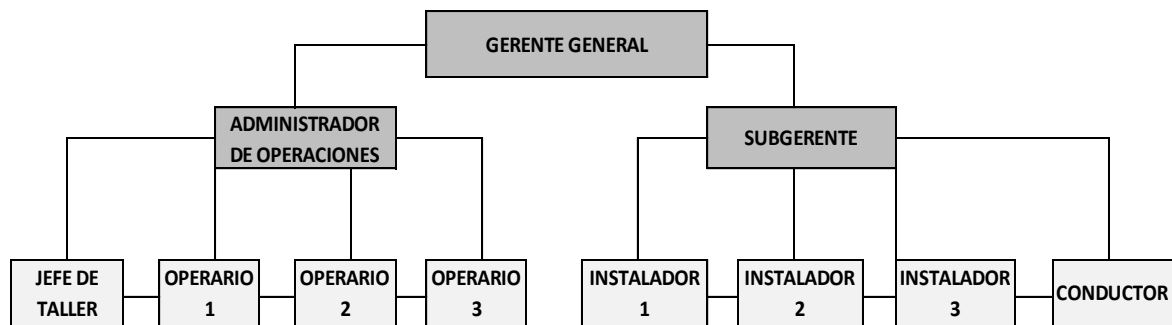 GERENTE GENERAL
ADMINISTRADOR
DE OPERACIONES
SUBGERENTE
JEFE DE
TALLER
OPERARIO
1
OPERARIO
2
OPERARIO
3
INSTALADOR
1
INSTALADOR
2
INSTALADOR
3
CONDUCTOR